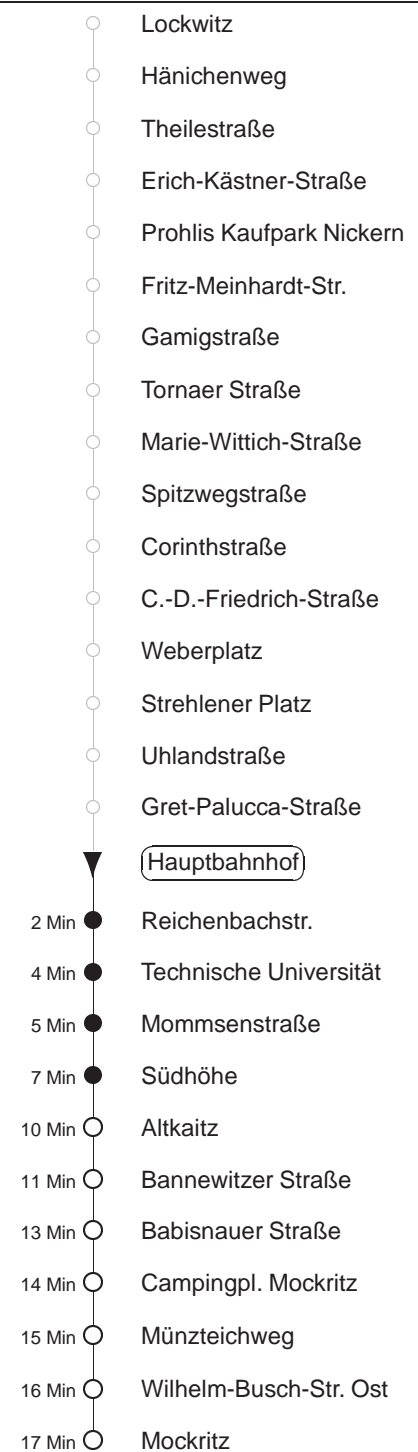 Lockwitz
Hänichenweg
Theilestraße
Erich-Kästner-Straße
Prohlis Kaufpark Nickern
Fritz-Meinhardt-Str.
Gamigstraße
Tornaer Straße
Marie-Wittich-Straße
Spitzwegstraße
Corinthstraße
C.-D.-Friedrich-Straße
Weberplatz
Strehlener Platz
Uhlandstraße
Gret-Palucca-Straße
Hauptbahnhof
2 Min Reichenbachstr.
4 Min Technische Universität
5 Min Mommsenstraße
7 Min Südhöhe
10 Min Altkaitz
11 Min Bannewitzer Straße
13 Min Babisnauer Straße
14 Min Campingpl. Mockritz
15 Min Münzteichweg
16 Min Wilhelm-Busch-Str. Ost
17 Min Mockritz